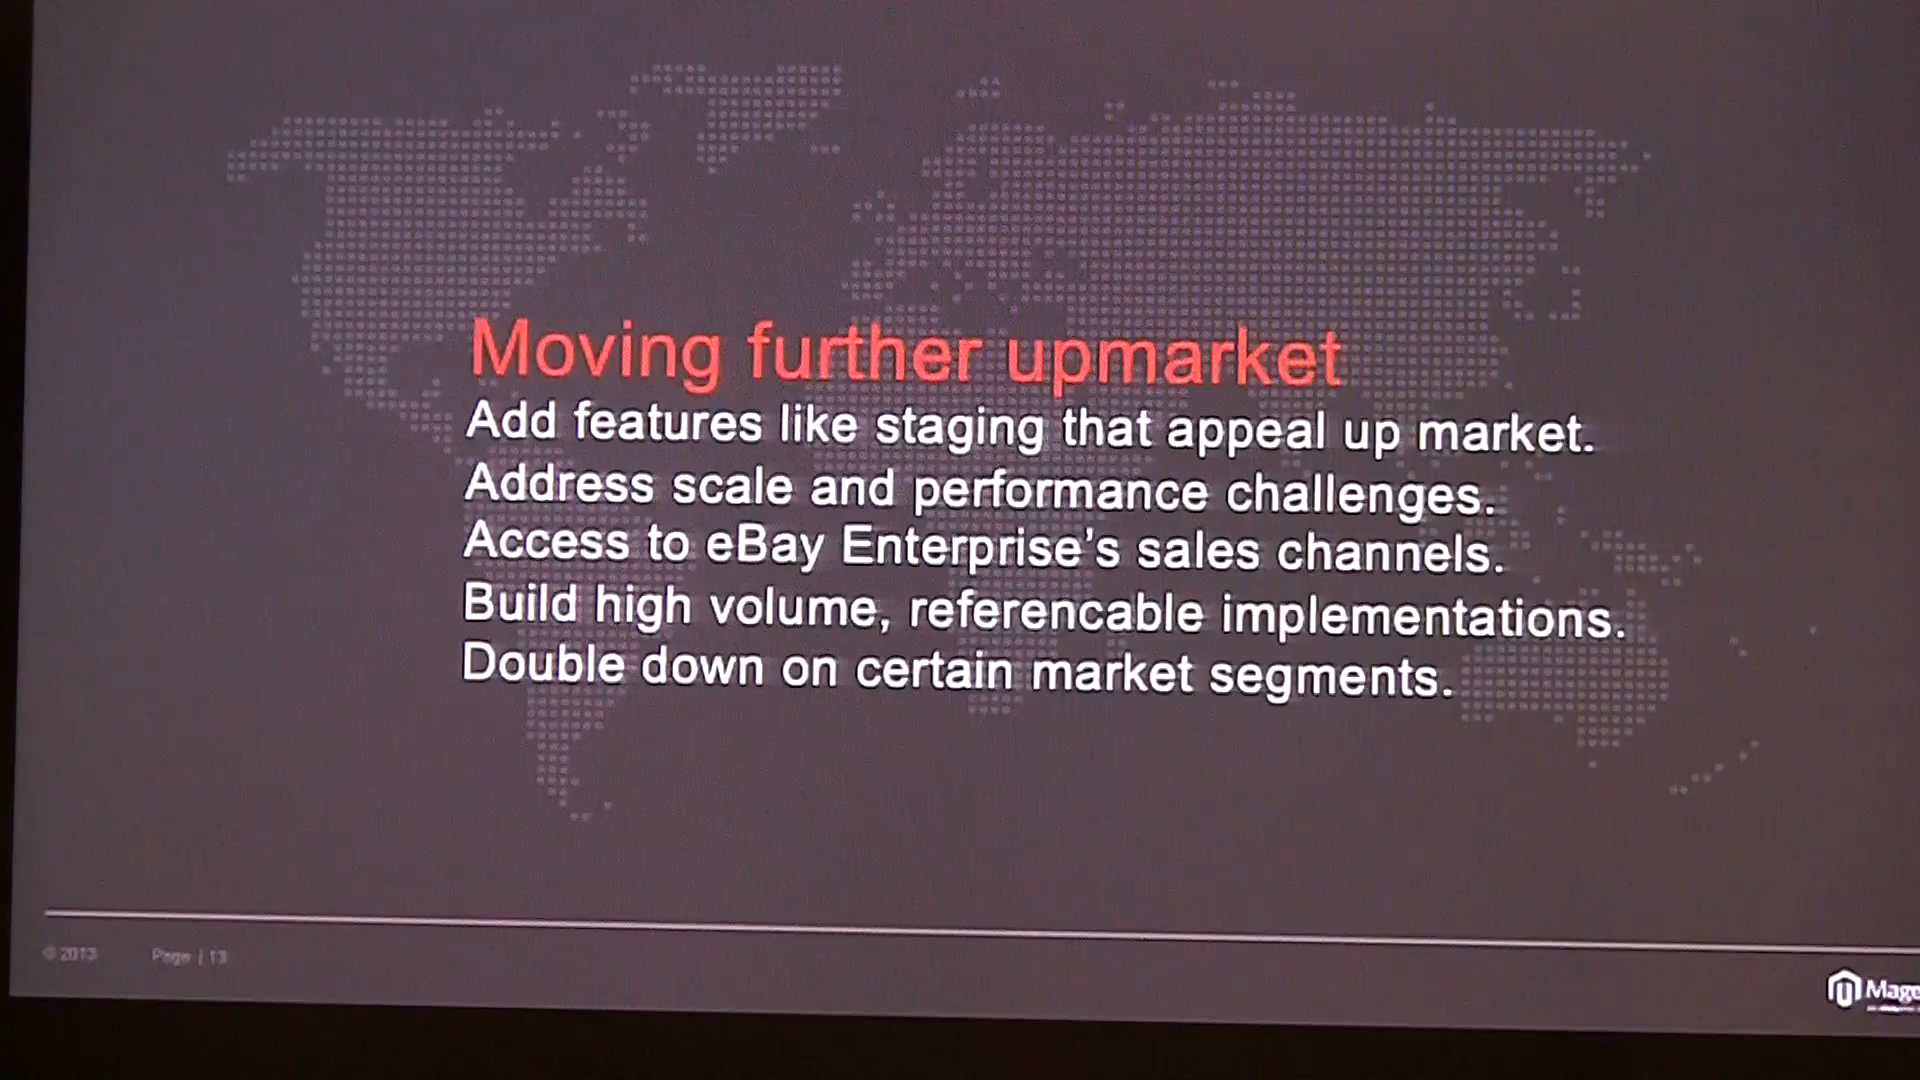 Moving further upmarket
Add features like staging that appeal up market.
Address scale and performance challenges.
Access to eBay Enterprise's sales channels.
Build high volume, referencable implementations.
Double down on certain market segments.
© 2013 Page | 13